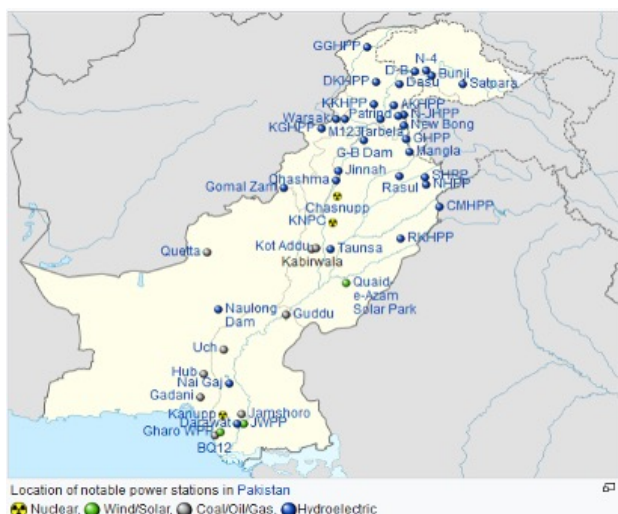 GGHPP
N-4
D-B
Bunji
DKHPP
Dasu
Satpara
KKHPP
AKHPP
Warsak
Patrind
N-JHPP
KGHPP
M123
Tarbela
New Bong
GHPP
G-B Dam
Mangla
Jinnah
Chashma
SHPP
Gomal Zam
Rasul
NHPP
Chasnupp
CMHPP
KNPC
RKHPP
Quetta
Kot Addu
Taunsa
Kabirwala
Quaid-
e-Azam
Solar Park
Naulong
Dam
Guddu
Uch
Hub
Nai Gaj
Gadani
Kanupp
Jamshoro
Darawat
JWPP
Gharo WPP
BQ12
Location of notable power stations in Pakistan
Nuclear, Wind/Solar, Coal/Oil/Gas, Hydroelectric